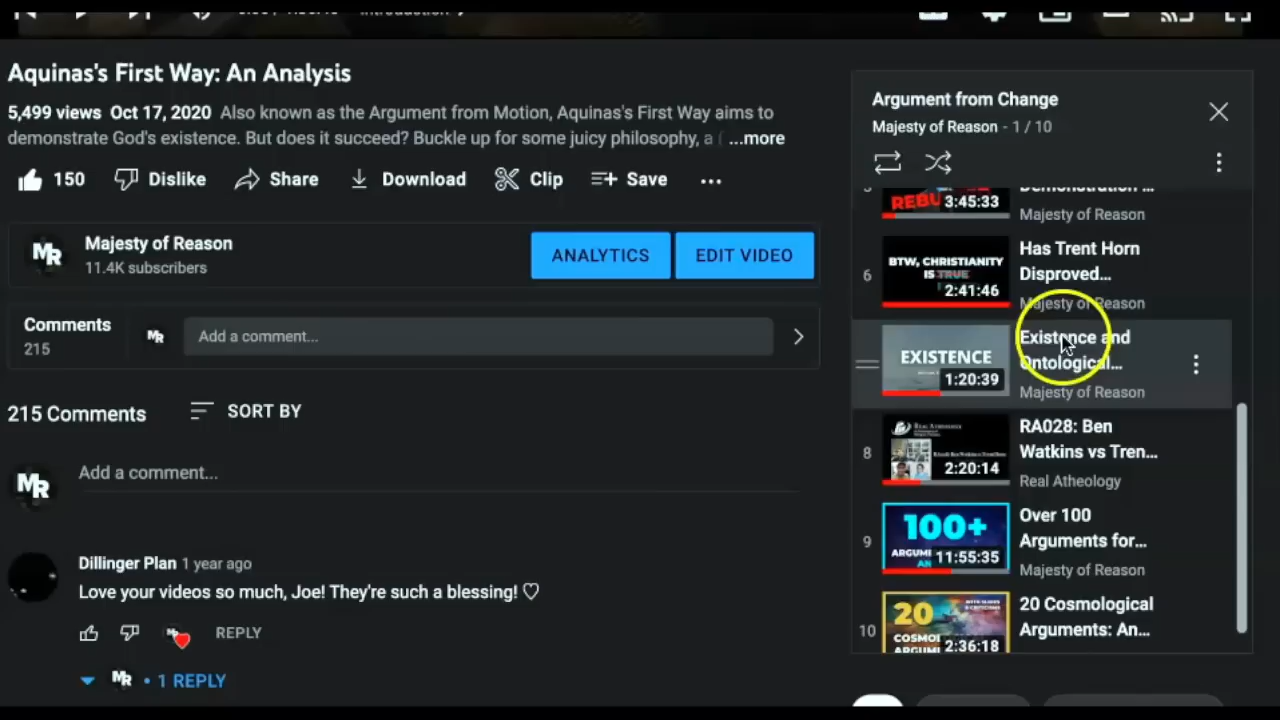 Aquinas's First Way: An Analysis
5,499 views Oct 17, 2020 Also known as the Argument from Motion, Aquinas's First Way aims to
demonstrate God's existence. But does it succeed? Buckle up for some juicy philosophy, a ( ...more
150 Dislike Share Download Clip Save ...
MR
Majesty of Reason
11.4K subscribers
ANALYTICS
EDIT VIDEO
Comments
215
MR
Add a comment...
215 Comments
SORT BY
MR
Add a comment...
Dillinger Plan 1 year ago
Love your videos so much, Joe! They're such a blessing! ♡
REPLY
MR • 1 REPLY
Argument from Change
Majesty of Reason - 1 / 10
3:45:33
Majesty of Reason
6
BTW, CHRISTIANITY
IS TRUE
2:41:46
Has Trent Horn
Disproved...
Majesty of Reason
EXISTENCE
1:20:39
Existence and
Ontological...
Majesty of Reason
8
2:20:14
RA028: Ben
Watkins vs Tren...
Real Atheology
9
100+
11:55:35
Over 100
Arguments for...
Majesty of Reason
10
20
2:36:18
20 Cosmological
Arguments: An...